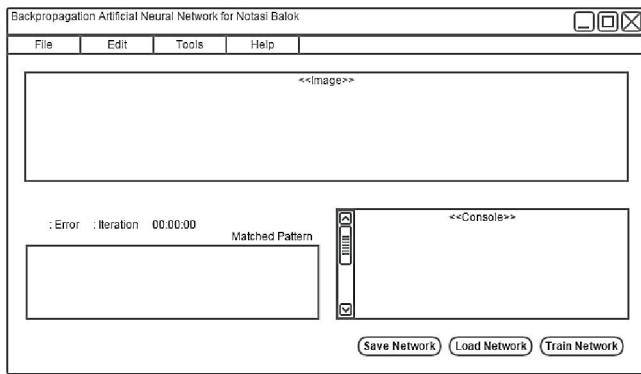 Backpropagation Artificial Neural Network for Notasi Balok
File Edit Tools Help
<<Image>>
: Error : Iteration 00:00:00
Matched Pattern
<<Console>>
Save Network Load Network Train Network